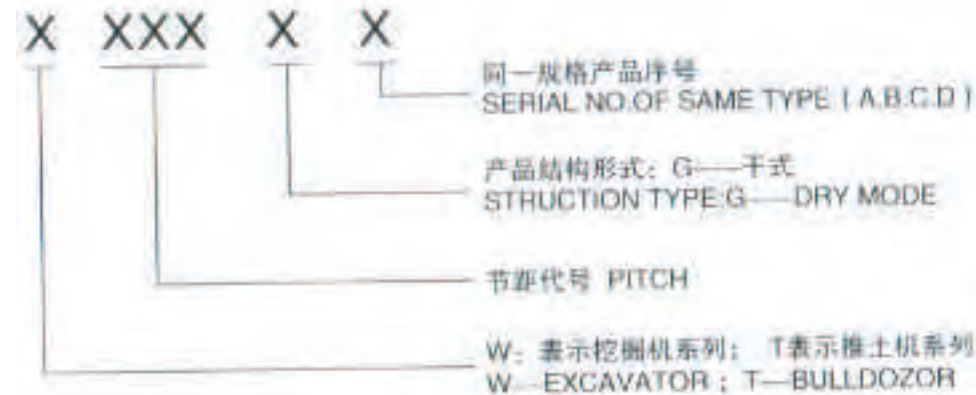 X XXX X X
同一规格产品序号
SERIAL NO.OF SAME TYPE ( A.B.C.D )
产品结构形式：G——干式
STRUCTION TYPE:G——DRY MODE
节距代号 PITCH
W：表示挖掘机系列； T表示推土机系列
W—EXCAVATOR ; T—BULLDOZOR